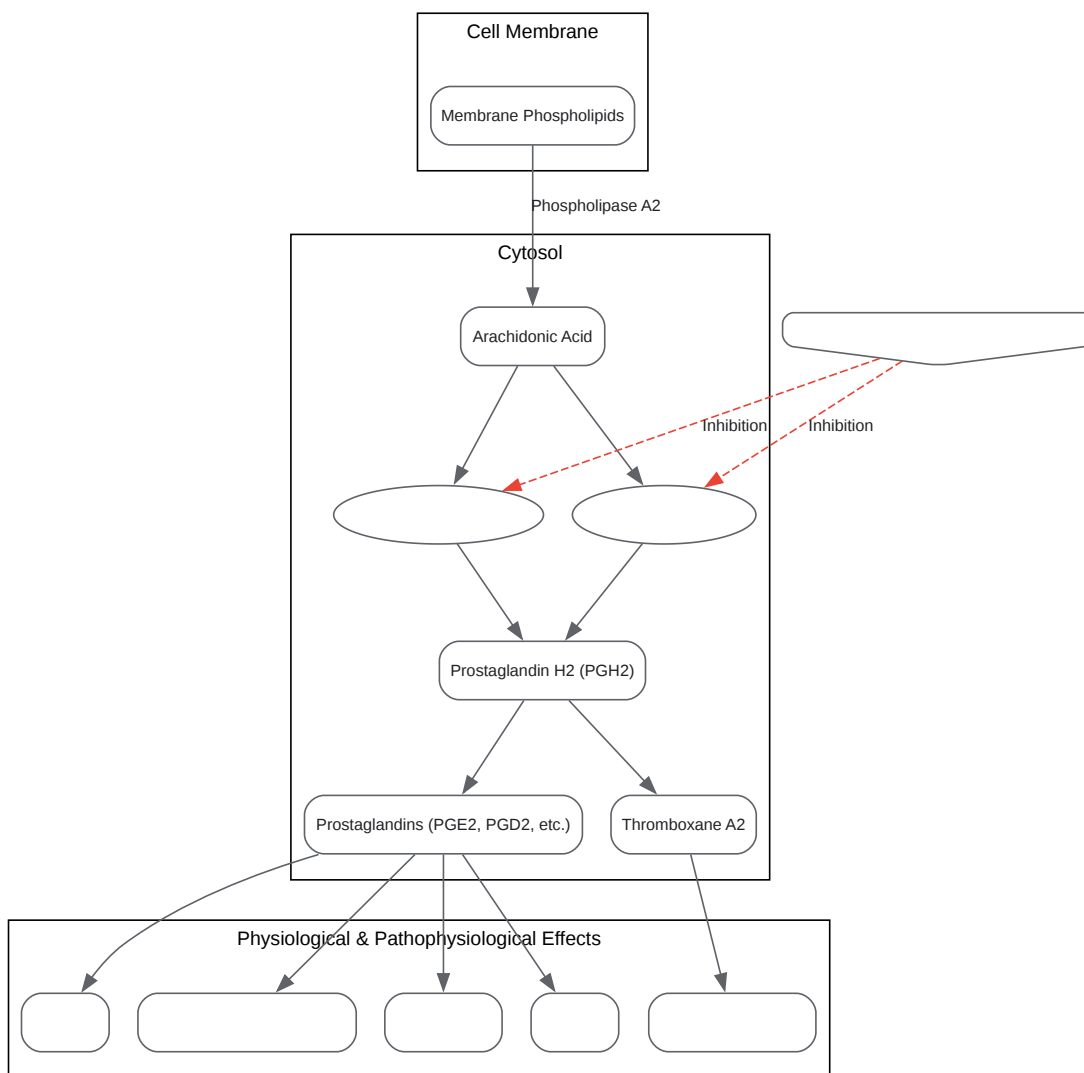 Cell Membrane
Membrane Phospholipids
Phospholipase A2
Cytosol
Arachidonic Acid
Inhibition
Inhibition
Prostaglandin H2 (PGH2)
Prostaglandins (PGE2, PGD2, etc.)
Thromboxane A2
Physiological & Pathophysiological Effects